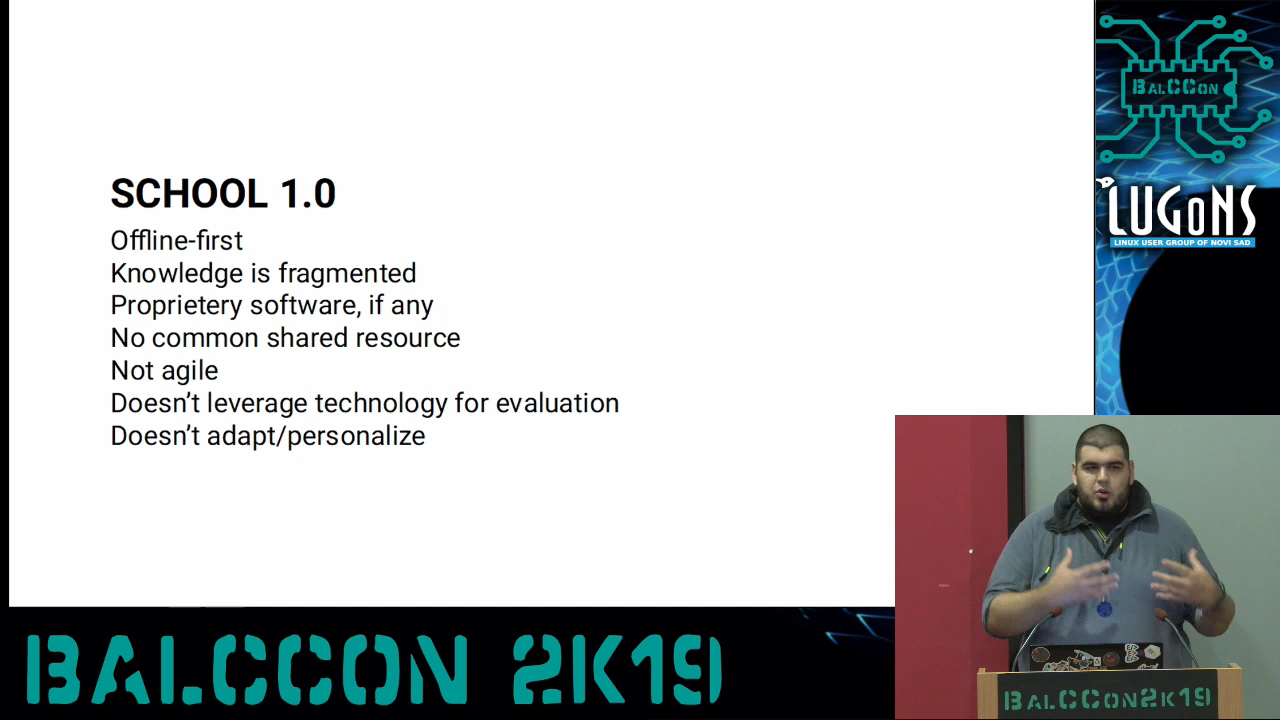 SCHOOL 1.0
Offline-first
Knowledge is fragmented
Proprietery software, if any
No common shared resource
Not agile
Doesn’t leverage technology for evaluation
Doesn’t adapt/personalize
BALCCON
LUGONS
LINUX USER GROUP OF NOVI SAD
BALCCON 2K19
BALCCON2K19